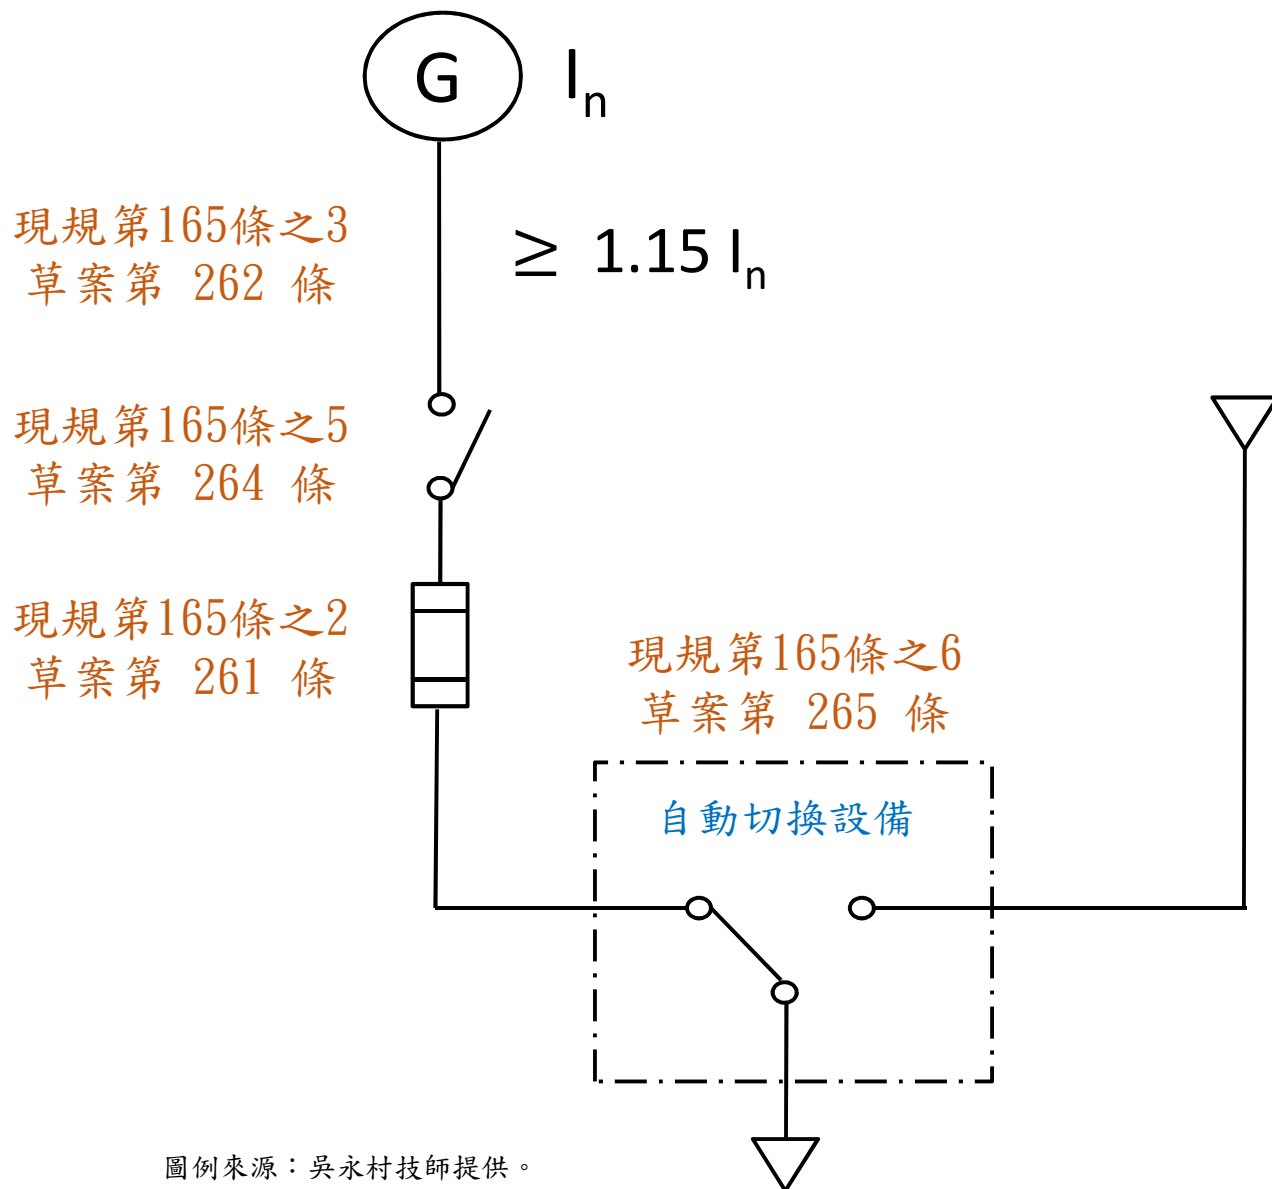 G
In
現規第165條之3
草案第 262 條
≥ 1.15 In
現規第165條之5
草案第 264 條
現規第165條之2
草案第 261 條
現規第165條之6
草案第 265 條
自動切換設備
圖例來源：吳永村技師提供。